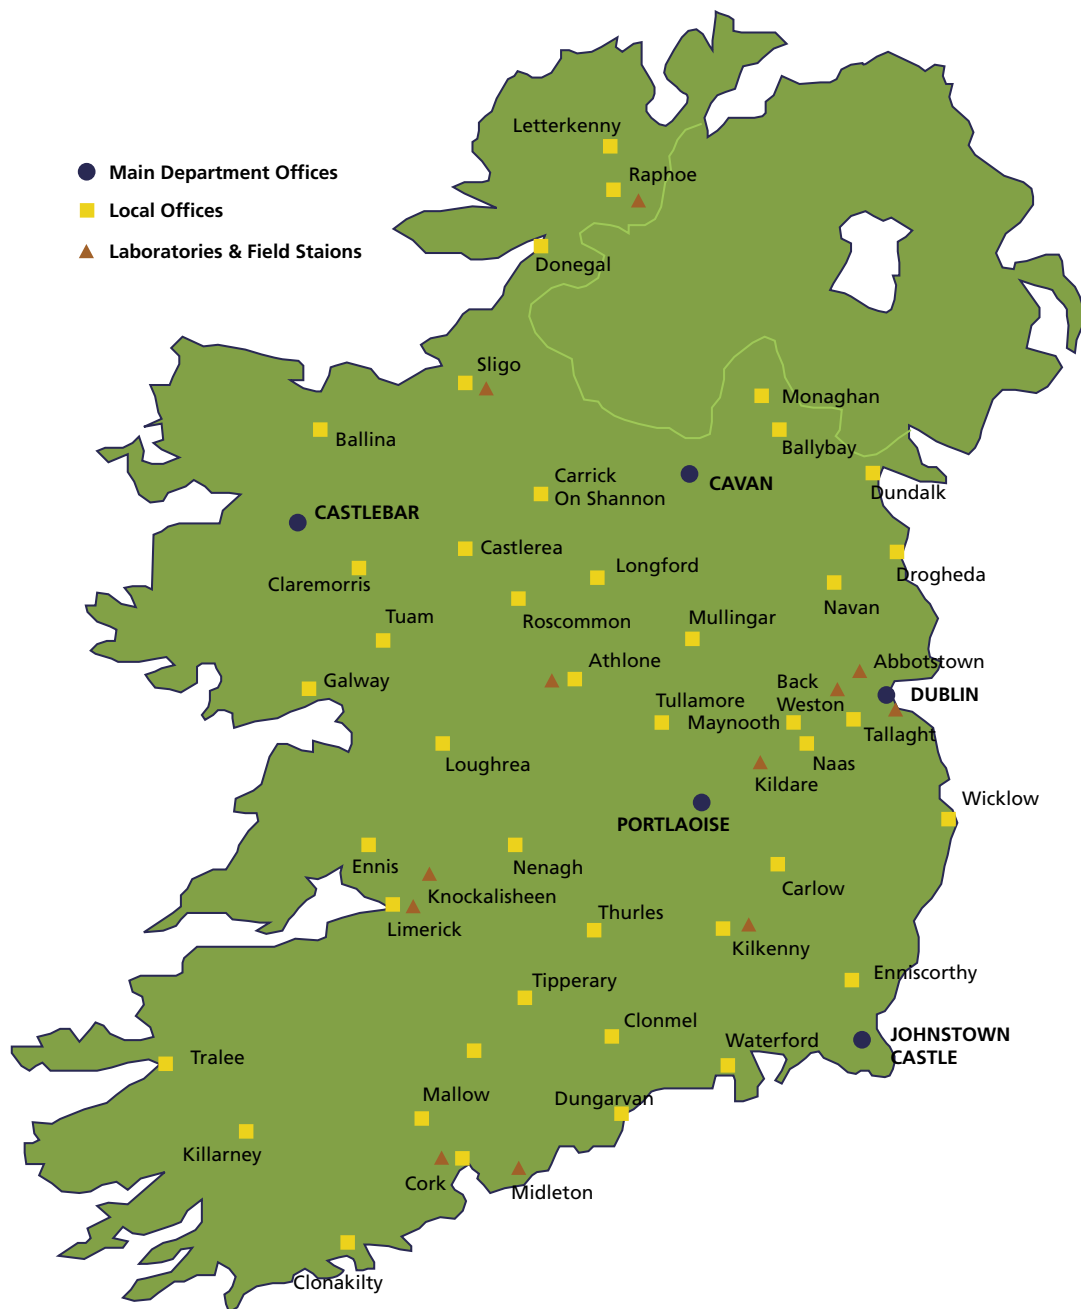 Letterkenny
Main Department Offices
Raphoe
Local Offices
Laboratories & Field Staions
Donegal
Sligo
Monaghan
Ballina
Ballybay
Carrick
On Shannon
CAVAN
Dundalk
CASTLEBAR
Castlerea
Longford
Drogheda
Claremorris
Navan
Tuam
Roscommon
Mullingar
Athlone
Abbotstown
Galway
Back
Weston
DUBLIN
Tullamore
Maynooth
Tallaght
Loughrea
Naas
Kildare
Wicklow
PORTLAOISE
Ennis
Nenagh
Carlow
Knockalisheen
Limerick
Thurles
Kilkenny
Enniscorthy
Tipperary
Clonmel
Waterford
JOHNSTOWN
CASTLE
Tralee
Mallow
Dungarvan
Killarney
Cork
Midleton
Clonakilty